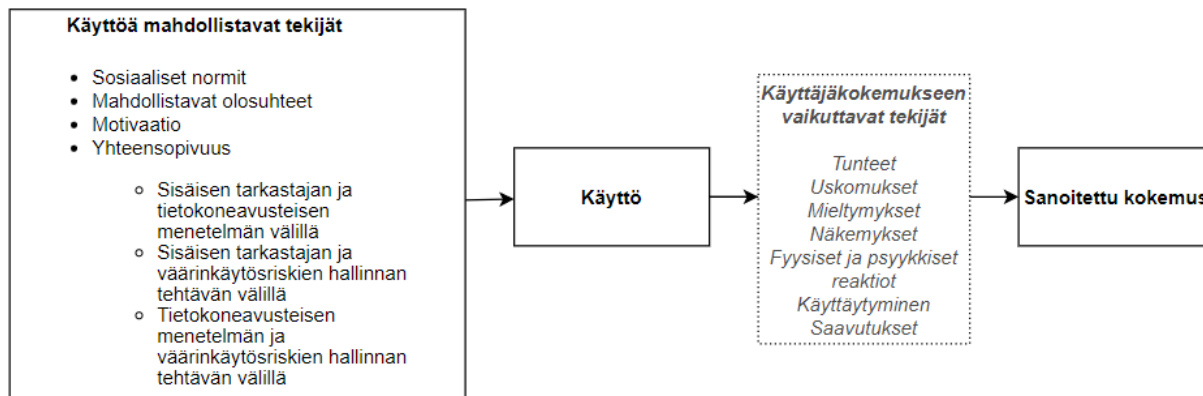 Käyttöä mahdollistavat tekijät
• Sosiaaliset normit
• Mahdollistavat olosuhteet
• Motivaatio
• Yhteensopivuus
○ Sisäisen tarkastajan ja
tietokoneavusteisen
menetelmän välillä
○ Sisäisen tarkastajan ja
väärinkäytösriskien hallinnan
tehtävän välillä
○ Tietokoneavusteisen
menetelmän ja
väärinkäytösriskien hallinnan
tehtävän välillä
Käyttö
Käyttäjäkokemukseen
vaikuttavat tekijät
Tunteet
Uskomukset
Mieltymykset
Näkemykset
Fyysiset ja psyykkiset
reaktiot
Käyttäytyminen
Saavutukset
Sanoitettu kokemus